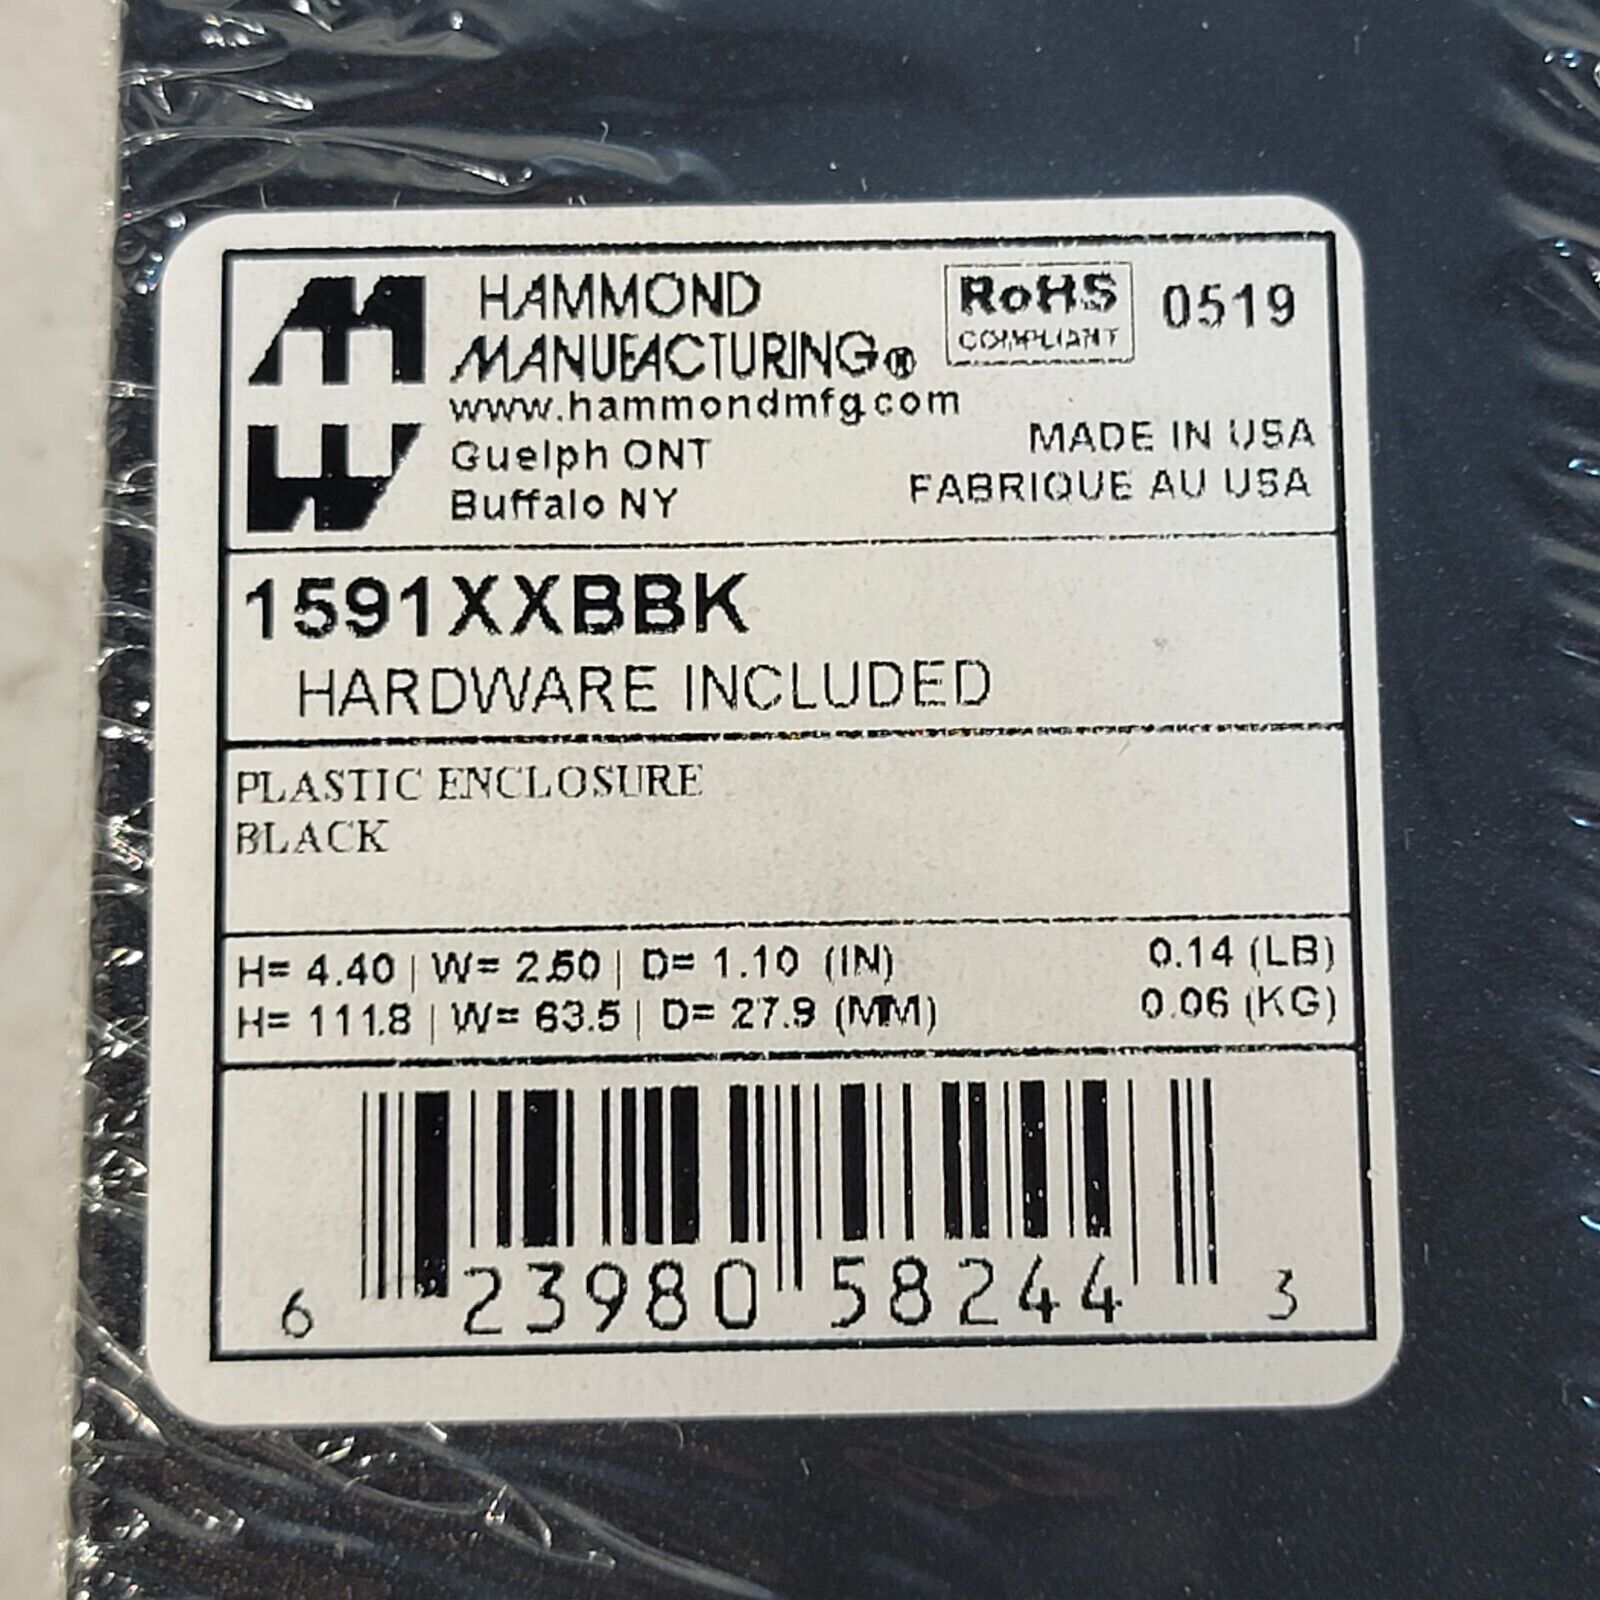 HAMMOND
MANUFACTURING®
www.hammondmfg.com
Guelph ONT
Buffalo NY
RoHS
COMPLIANT
0519
MADE IN USA
FABRIQUE AU USA
1591XXBBK
HARDWARE INCLUDED
PLASTIC ENCLOSURE
BLACK
H= 4.40 | W= 2.50 | D= 1.10 (IN) 0.14 (LB)
H= 111.8 | W= 63.5 | D= 27.9 (MM) 0.06 (KG)
6 23980 58244 3